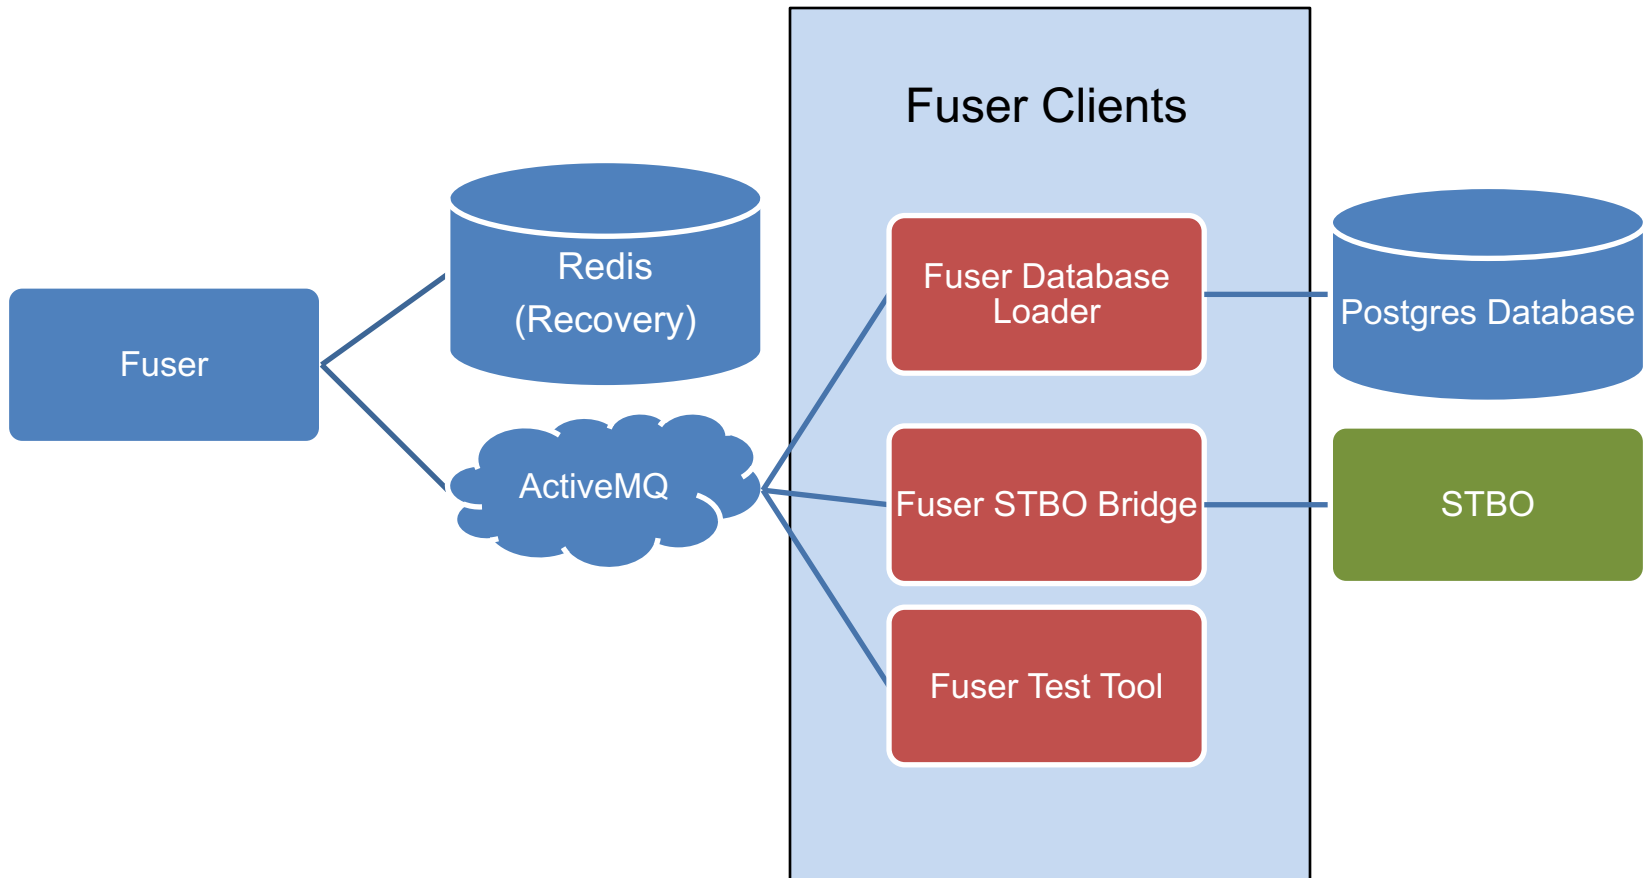 Fuser Clients
Redis
(Recovery)
Fuser Database
Loader
Postgres Database
Fuser
ActiveMQ
Fuser STBO Bridge
STBO
Fuser Test Tool